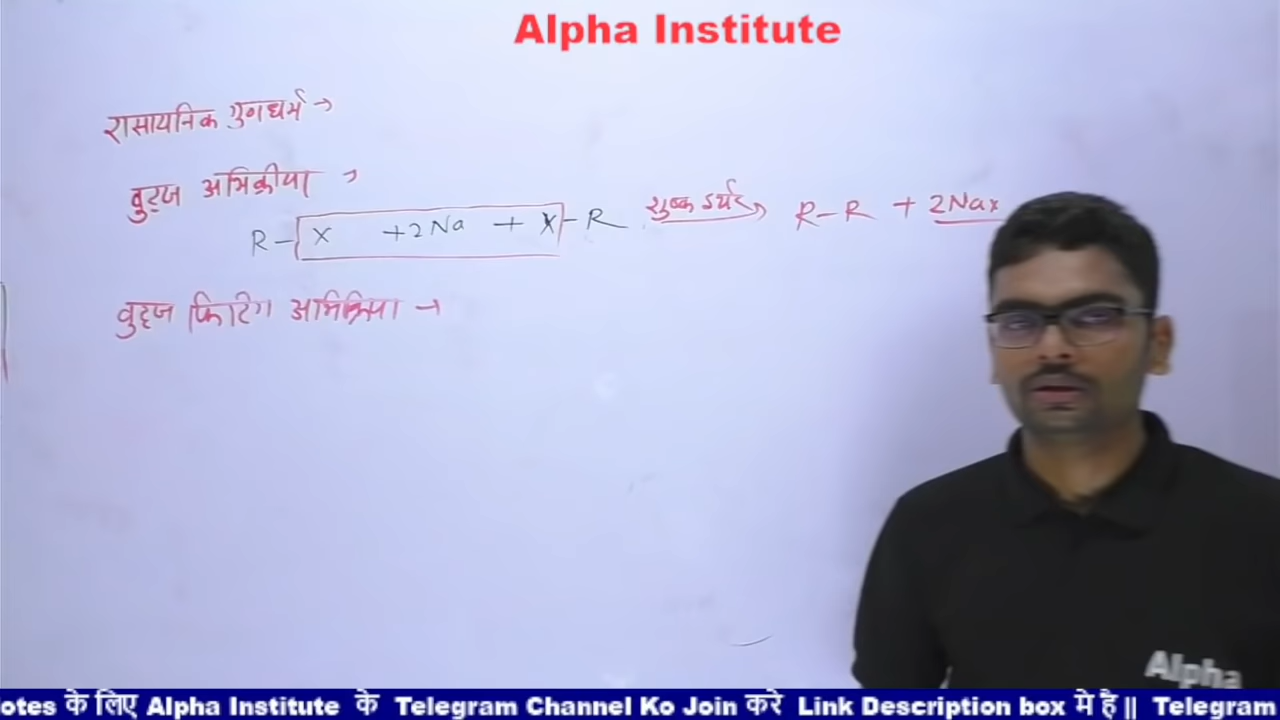 Alpha Institute
रासायनिक गुणधर्म →
वुर्ट्ज अभिक्रीया →
R-X +2Na + X-R शुष्क ईथर→ R-R + 2Nax
वुर्ट्ज फिटिंग अभिक्रिया →
Alpha
otes के लिए Alpha Institute के Telegram Channel Ko Join करे Link Description box मे है || Telegram